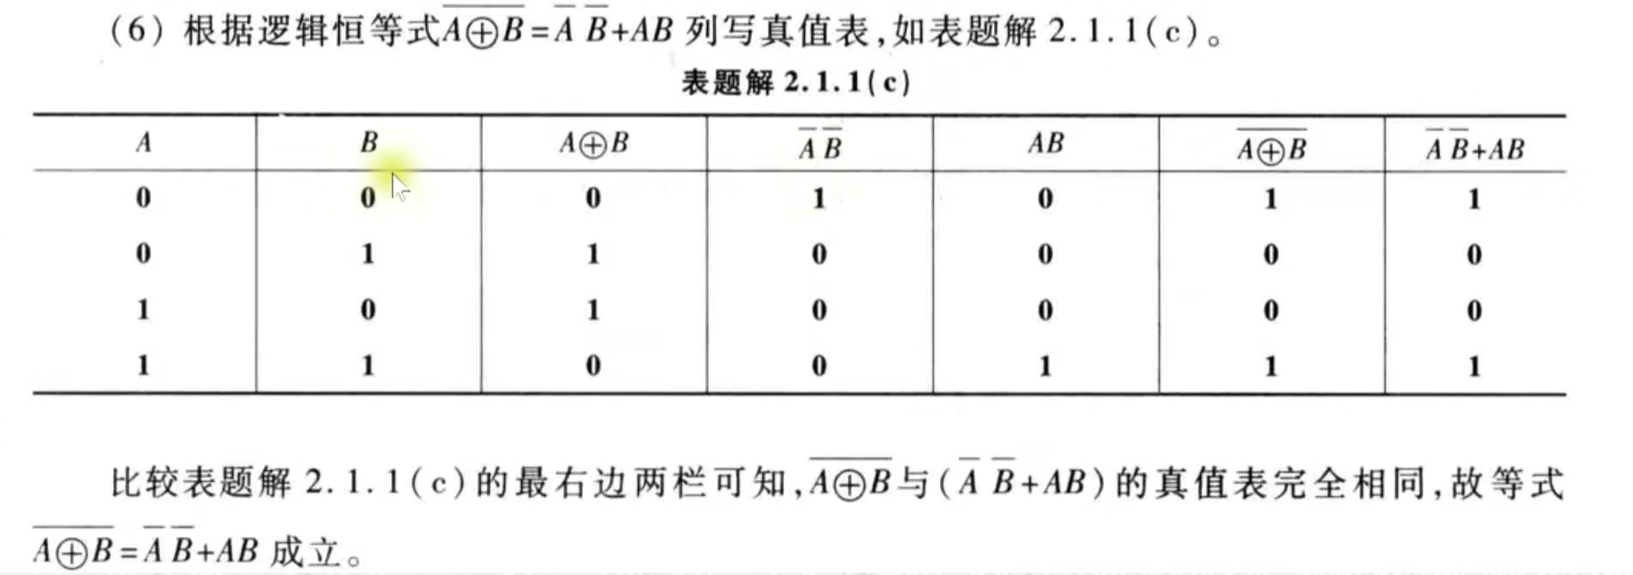 (6) 根据逻辑恒等式$\overline{A⊕B}=\overline{A}\ \overline{B}+AB$ 列写真值表,如表题解 2.1.1(c)。
表题解 2.1.1(c)
A B A⊕B $\overline{A}\ \overline{B}$ AB $\overline{A⊕B}$ $\overline{A}\ \overline{B}+AB$
0 0 0 1 0 1 1
0 1 1 0 0 0 0
1 0 1 0 0 0 0
1 1 0 0 1 1 1
比较表题解 2.1.1(c)的最右边两栏可知,$\overline{A⊕B}$与($\overline{A}\ \overline{B}+AB$)的真值表完全相同,故等式
$\overline{A⊕B}=\overline{A}\ \overline{B}+AB$ 成立。